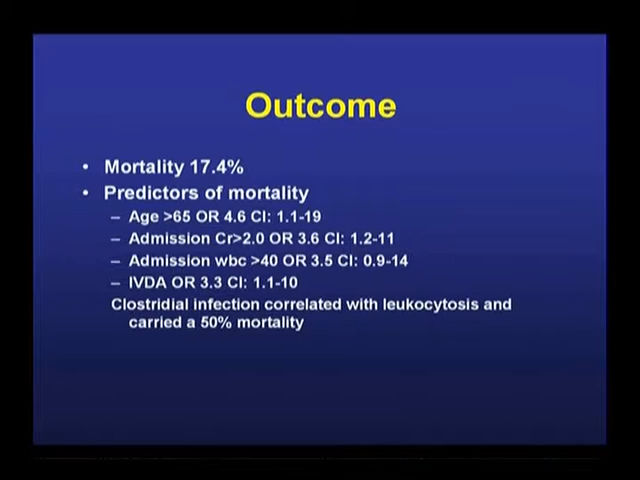 Outcome
• Mortality 17.4%
• Predictors of mortality
– Age >65 OR 4.6 CI: 1.1-19
– Admission Cr>2.0 OR 3.6 CI: 1.2-11
– Admission wbc >40 OR 3.5 CI: 0.9-14
– IVDA OR 3.3 CI: 1.1-10
Clostridial infection correlated with leukocytosis and
carried a 50% mortality